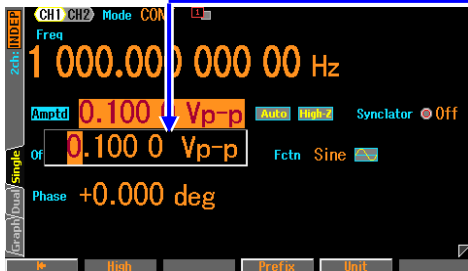 CH1 CH2 Mode CON 1
2ch: INDEP
Freq
1 000.000 000 00 Hz
Amptd 0.100 0 Vp-p Auto High-Z Synclator Off
Of 0.100 0 Vp-p Fctn Sine
Phase +0.000 deg
Single
Dual
Graph
High Prefix Unit